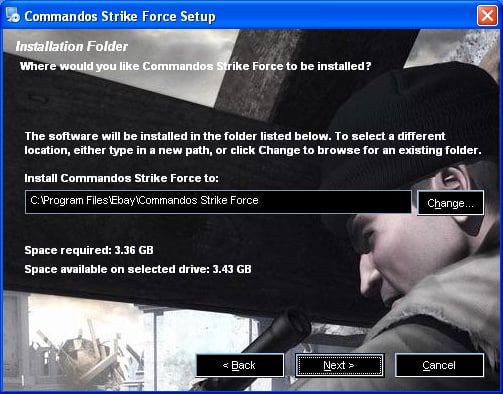 Commandos Strike Force Setup
Installation Folder
Where would you like Commandos Strike Force to be installed?
The software will be installed in the folder listed below. To select a different
location, either type in a new path, or click Change to browse for an existing folder.
Install Commandos Strike Force to:
C:\Program Files\Ebay\Commandos Strike Force
Change...
Space required: 3.36 GB
Space available on selected drive: 3.43 GB
< Back
Next >
Cancel